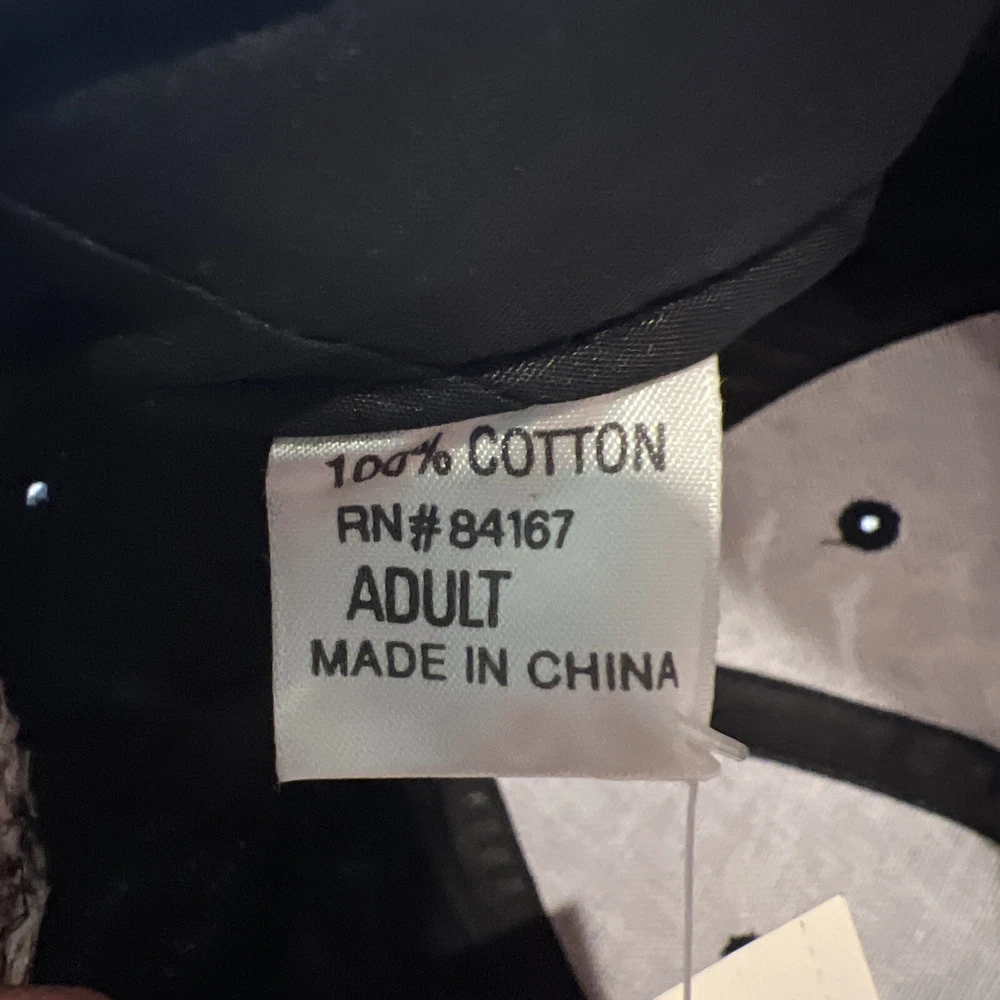 100% COTTON
RN#84167
ADULT
MADE IN CHINA